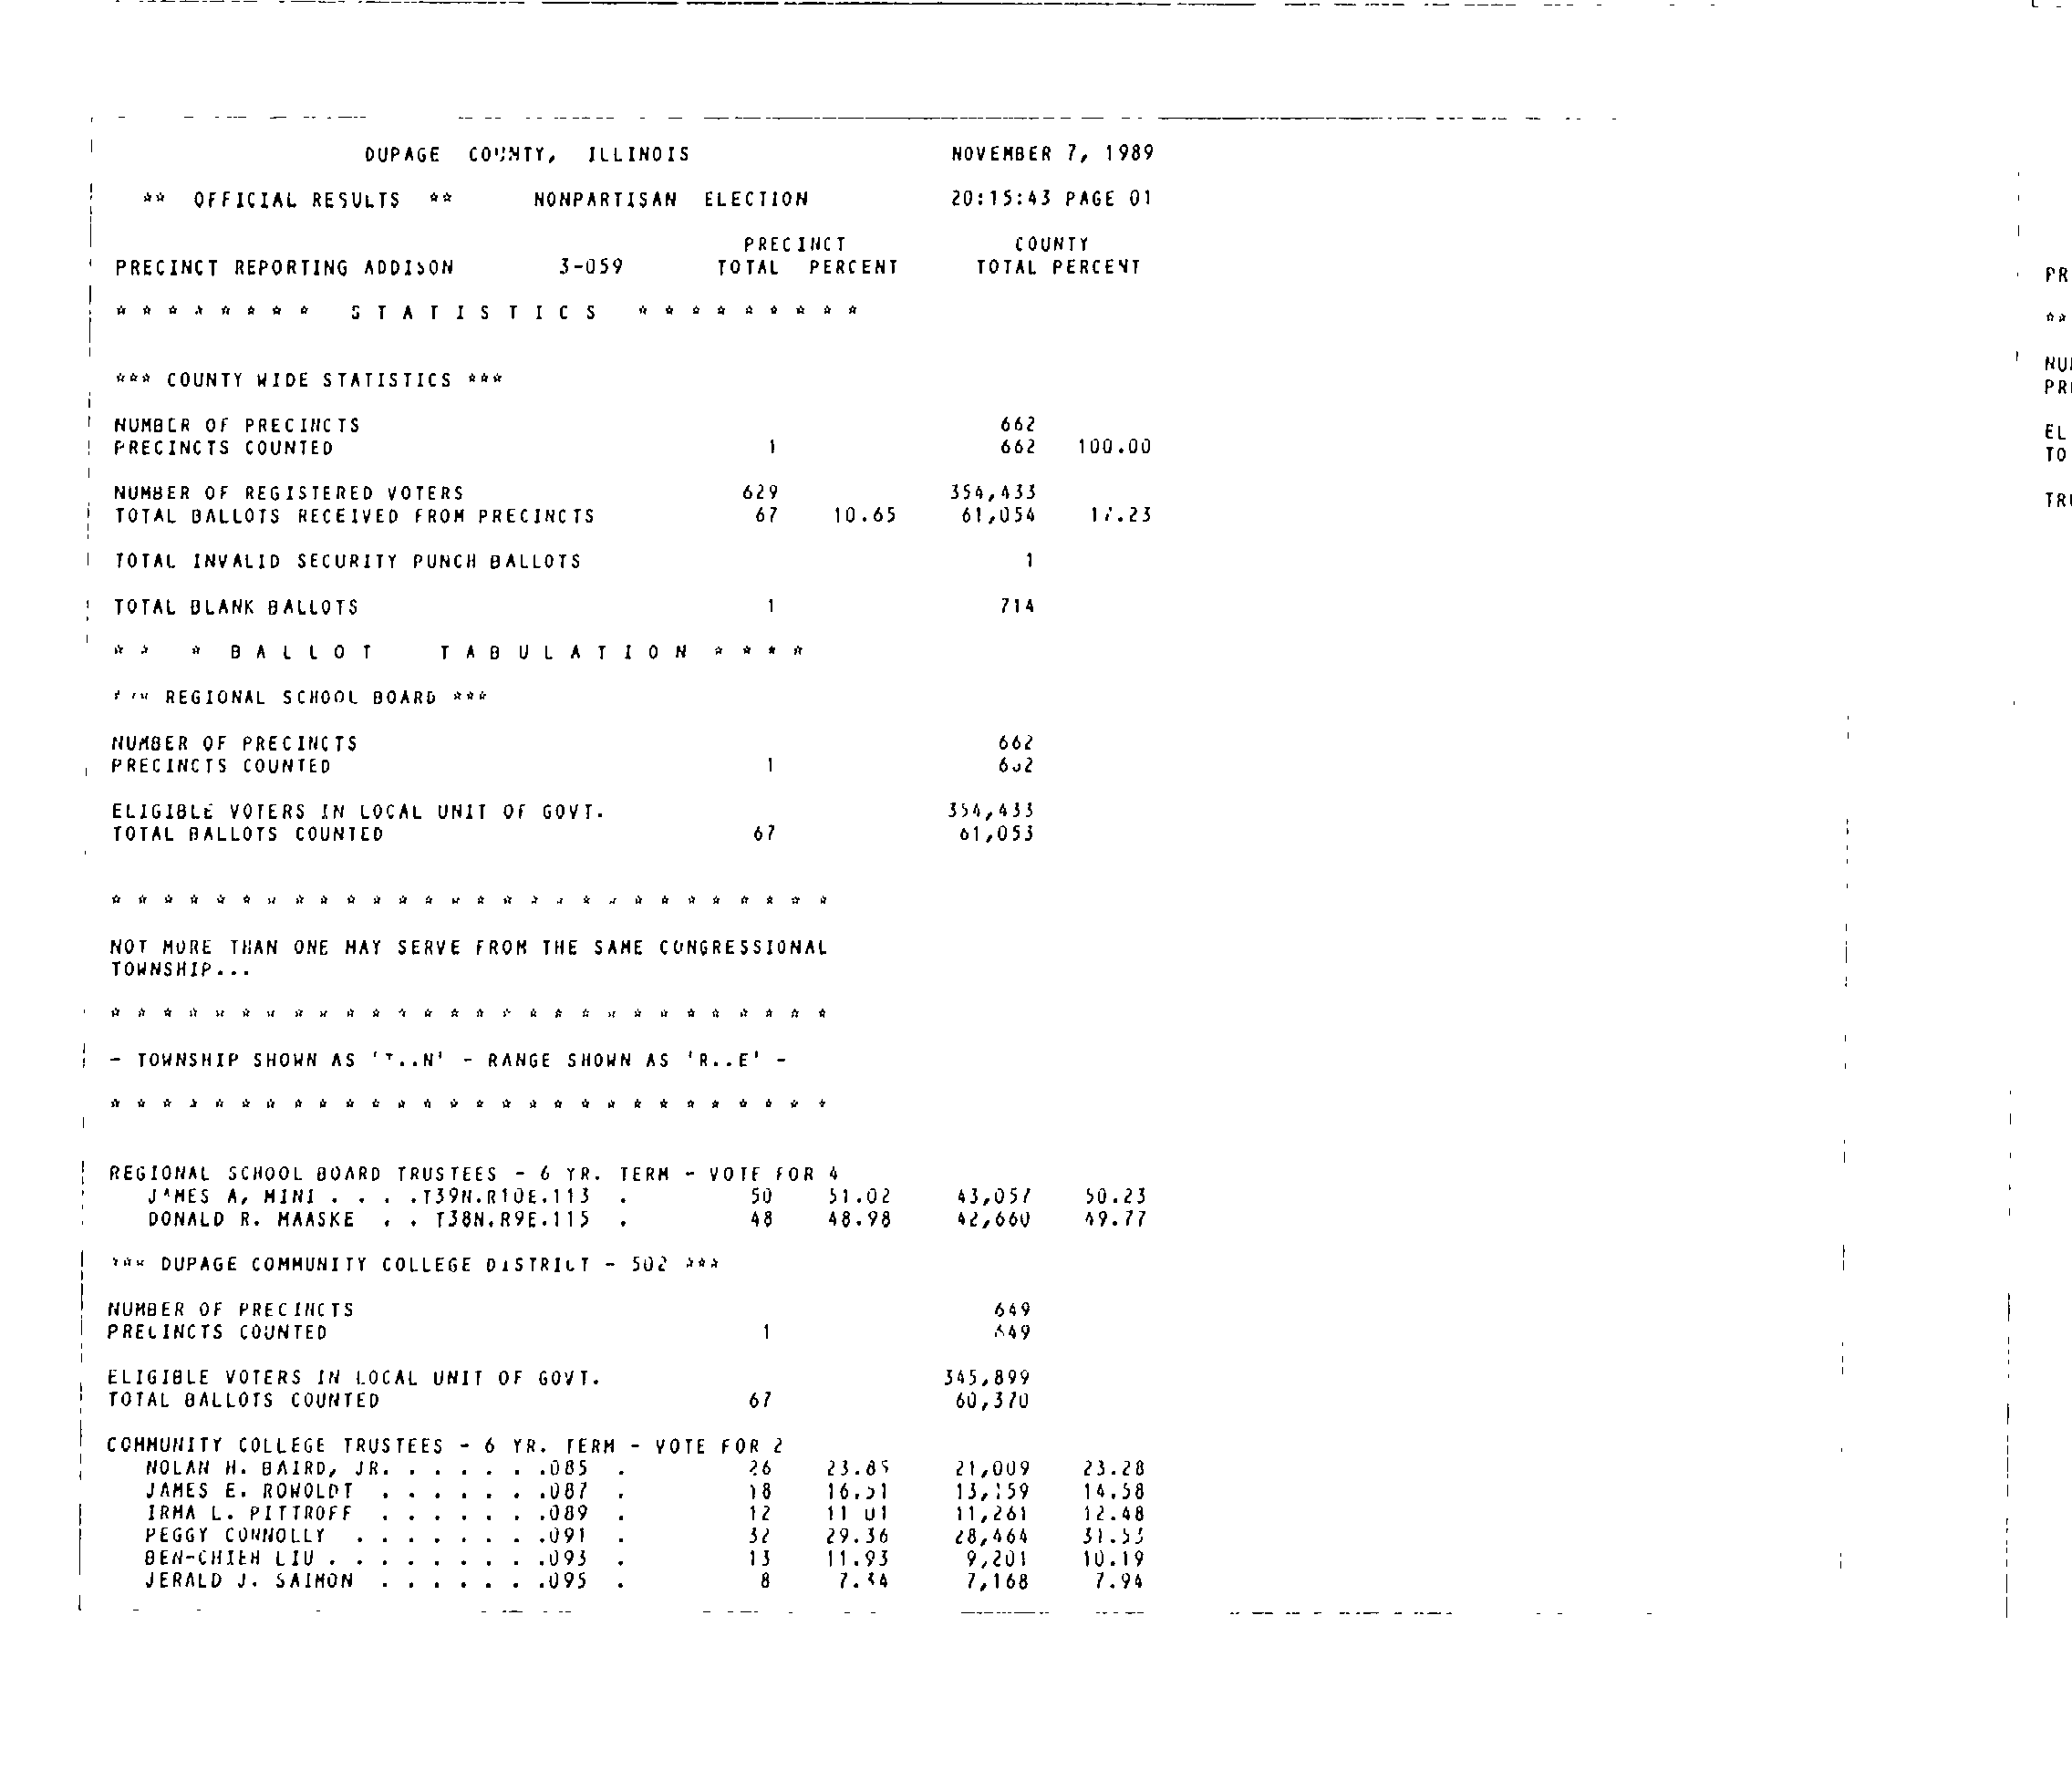 DUPAGE COUNTY, ILLINOIS NOVEMBER 7, 1989
** OFFICIAL RESULTS ** NONPARTISAN ELECTION 20:15:43 PAGE 01
PRECINCT COUNTY
PRECINCT REPORTING ADDISON 3-059 TOTAL PERCENT TOTAL PERCENT
* * * * * * * * S T A T I S T I C S * * * * * * * * *
*** COUNTY WIDE STATISTICS ***
NUMBER OF PRECINCTS 662
PRECINCTS COUNTED 1 662 100.00
NUMBER OF REGISTERED VOTERS 629 354,433
TOTAL BALLOTS RECEIVED FROM PRECINCTS 67 10.65 61,054 17.23
TOTAL INVALID SECURITY PUNCH BALLOTS 1
TOTAL BLANK BALLOTS 1 714
* * * B A L L O T T A B U L A T I O N * * * *
*** REGIONAL SCHOOL BOARD ***
NUMBER OF PRECINCTS 662
PRECINCTS COUNTED 1 662
ELIGIBLE VOTERS IN LOCAL UNIT OF GOVT. 354,433
TOTAL BALLOTS COUNTED 67 61,053
* * * * * * * * * * * * * * * * * * * * * * * * * * * *
NOT MORE THAN ONE MAY SERVE FROM THE SAME CONGRESSIONAL
TOWNSHIP...
* * * * * * * * * * * * * * * * * * * * * * * * * * * *
- TOWNSHIP SHOWN AS 'T..N' - RANGE SHOWN AS 'R..E' -
* * * * * * * * * * * * * * * * * * * * * * * * * * * *
REGIONAL SCHOOL BOARD TRUSTEES - 6 YR. TERM - VOTE FOR 4
JAMES A. MINI . . . .T39N.R10E.113 . 50 51.02 43,057 50.23
DONALD R. MAASKE . . T38N.R9E.115 . 48 48.98 42,660 49.77
*** DUPAGE COMMUNITY COLLEGE DISTRICT - 502 ***
NUMBER OF PRECINCTS 649
PRECINCTS COUNTED 1 649
ELIGIBLE VOTERS IN LOCAL UNIT OF GOVT. 345,899
TOTAL BALLOTS COUNTED 67 60,370
COMMUNITY COLLEGE TRUSTEES - 6 YR. TERM - VOTE FOR 2
NOLAN H. BAIRD, JR. . . . . . .085 . 26 23.85 21,009 23.28
JAMES E. ROWOLDT . . . . . . .087 . 18 16.51 13,159 14.58
IRMA L. PITTROFF . . . . . . .089 . 12 11.01 11,261 12.48
PEGGY CONNOLLY . . . . . . . .091 . 32 29.36 28,464 31.53
BEN-CHIEH LIU . . . . . . . . .093 . 13 11.93 9,201 10.19
JERALD J. SAIMON . . . . . . .095 . 8 7.34 7,168 7.94
PR
**
PR
EL
TO